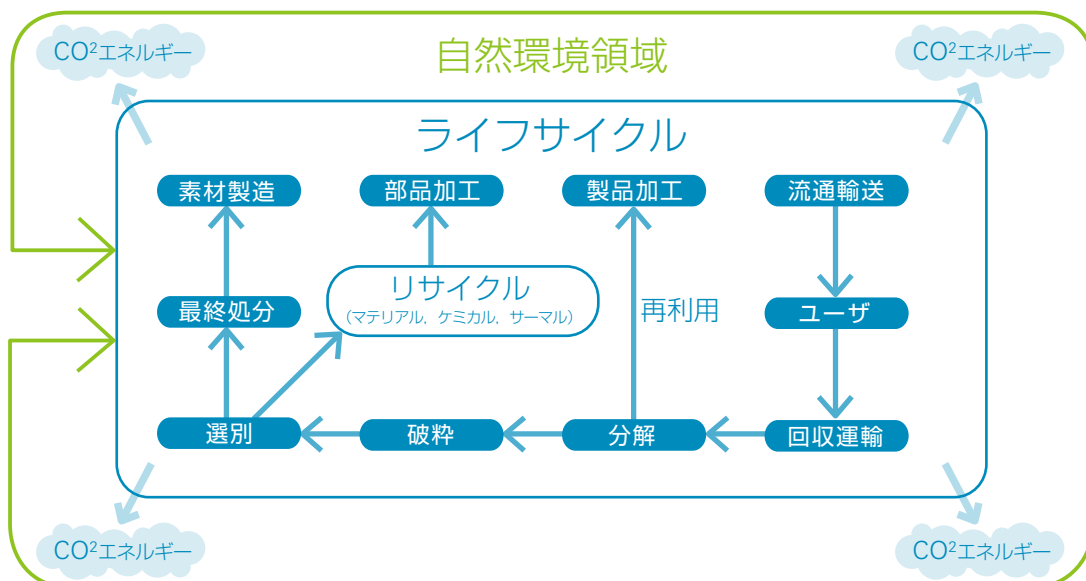 CO²エネルギー
自然環境領域
CO²エネルギー
ライフサイクル
素材製造
部品加工
製品加工
流通輸送
リサイクル
(マテリアル，ケミカル，サーマル)
最終処分
再利用
ユーザ
選別
破粋
分解
回収運輸
CO²エネルギー
CO²エネルギー